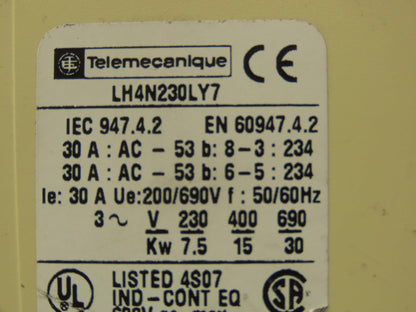 Telemecanique CE
LH4N230LY7
IEC 947.4.2 EN 60947.4.2
30 A : AC - 53 b: 8-3 : 234
30 A : AC - 53 b: 6-5 : 234
Ie: 30 A Ue:200/690V f : 50/60Hz
3~ V 230 400 690
Kw 7.5 15 30
UL LISTED 4S07 SA
IND-CONT EQ